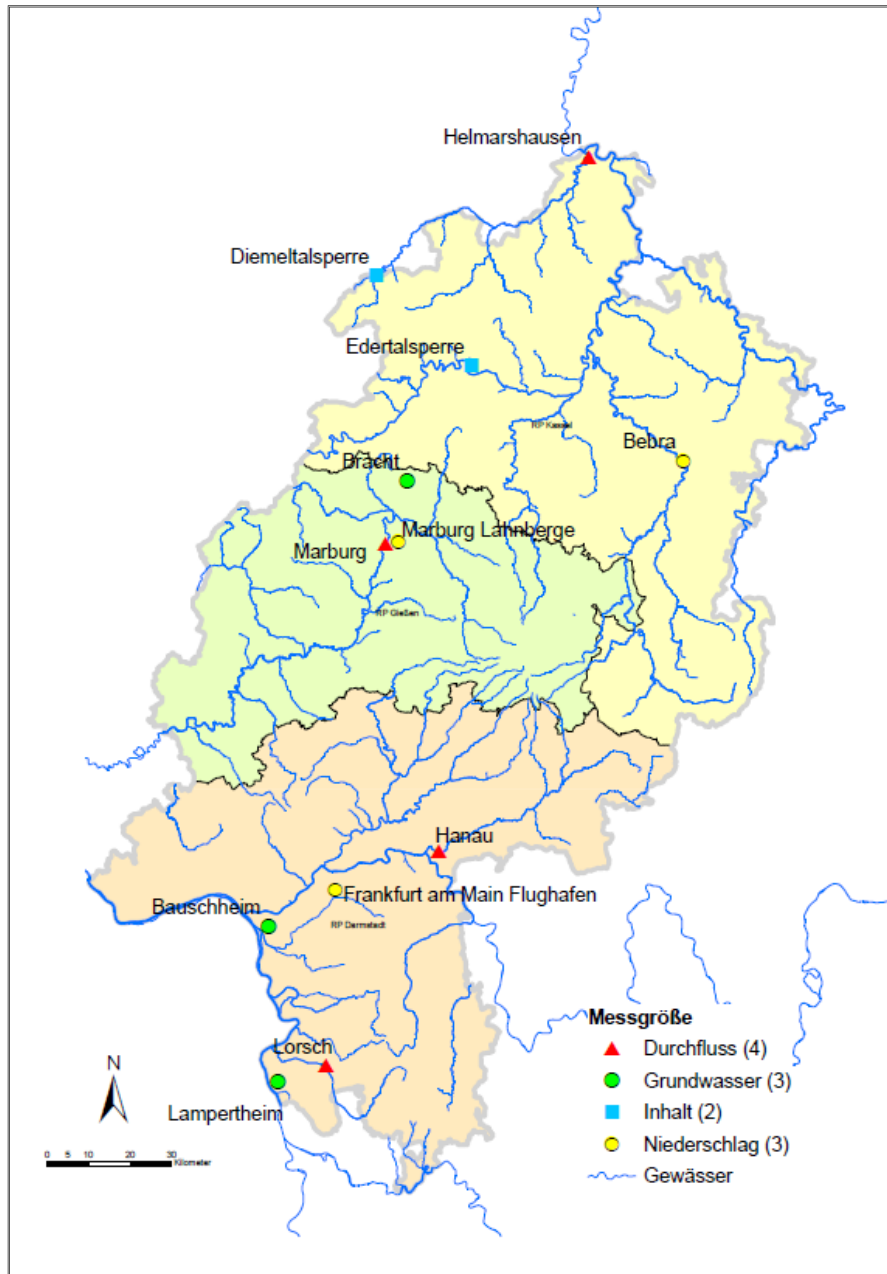 Helmarshausen
Diemeltalsperre
Edertalsperre
RP Kassel
Bebra
Bracht
Marburg Lahnberge
Marburg
RP Gießen
Hanau
Frankfurt am Main Flughafen
Bauschheim
RP Darmstadt
Lorsch
Lampertheim
N
0 5 10 20 30
Kilometer
Messgröße
Durchfluss (4)
Grundwasser (3)
Inhalt (2)
Niederschlag (3)
Gewässer